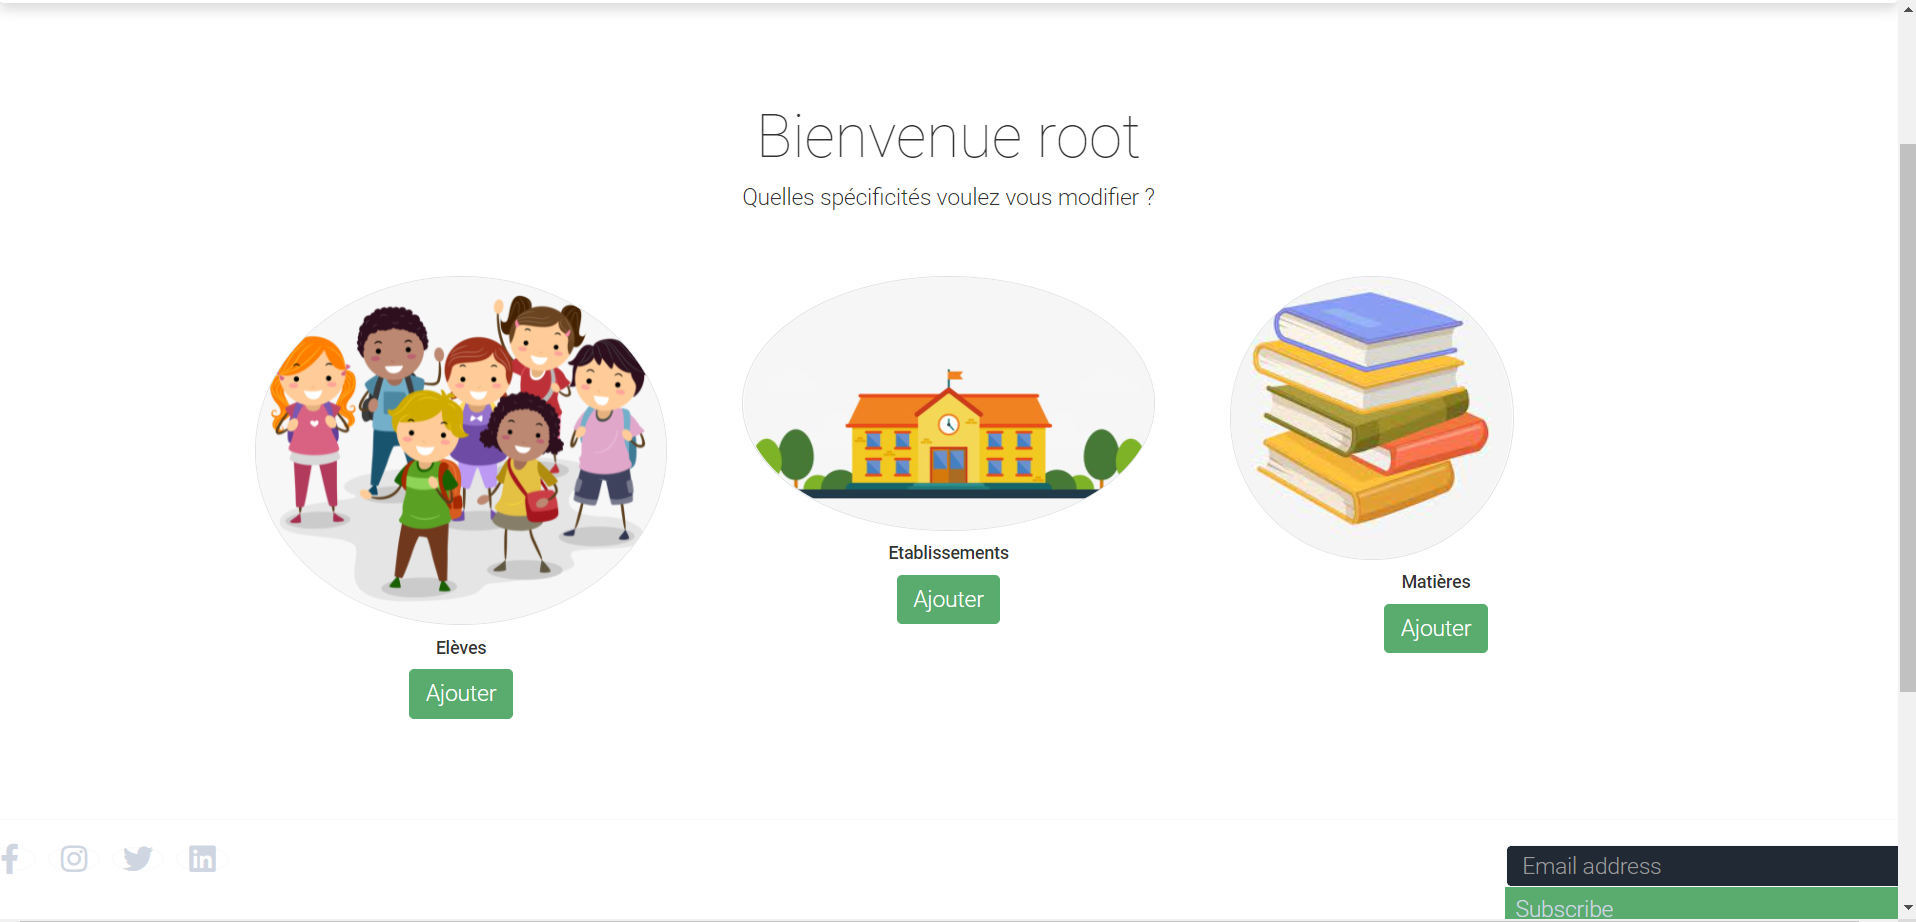 Bienvenue root
Quelles spécificités voulez vous modifier ?
Elèves
Ajouter
Etablissements
Ajouter
Matières
Ajouter
Email address
Subscribe